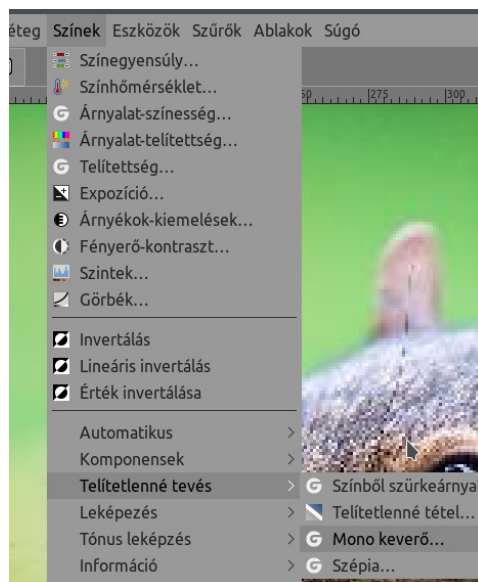 éteg Színek Eszközök Szűrők Ablakok Súgó
Színegyensúly…
Színhőmérséklet…
Árnyalat-színesség…
Árnyalat-telítettség…
Telítettség…
Expozíció…
Árnyékok-kiemelések…
Fényerő-kontraszt…
Szintek…
Görbék…
Invertálás
Lineáris invertálás
Érték invertálása
Automatikus
Komponensek
Telítetlenné tevés
Leképezés
Tónus leképzés
Információ
275
300
Színből szürkeárnya
Telítetlenné tétel…
Mono keverő…
Szépia…